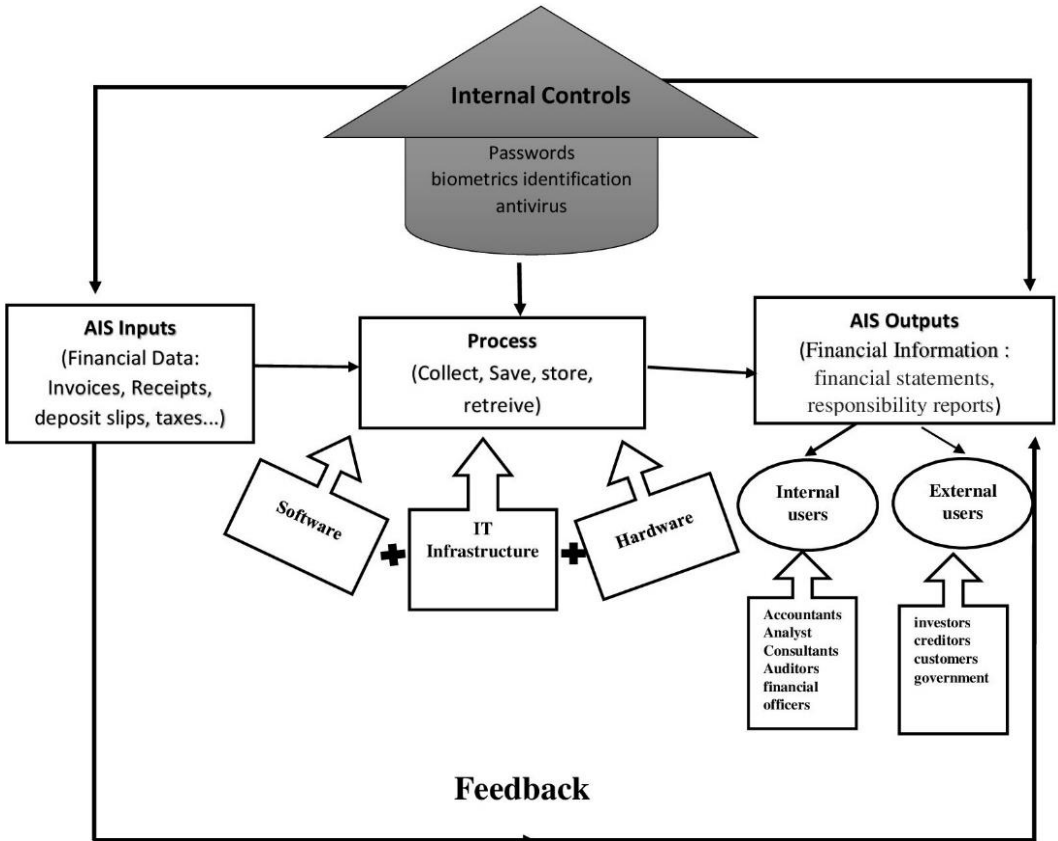 Internal Controls
Passwords
biometrics identification
antivirus
AIS Inputs
(Financial Data:
Invoices, Receipts,
deposit slips, taxes...)
Process
(Collect, Save, store,
retreive)
AIS Outputs
(Financial Information :
financial statements,
responsibility reports)
Software
IT
Infrastructure
Hardware
Internal
users
External
users
Accountants
Analyst
Consultants
Auditors
financial
officers
investors
creditors
customers
government
Feedback